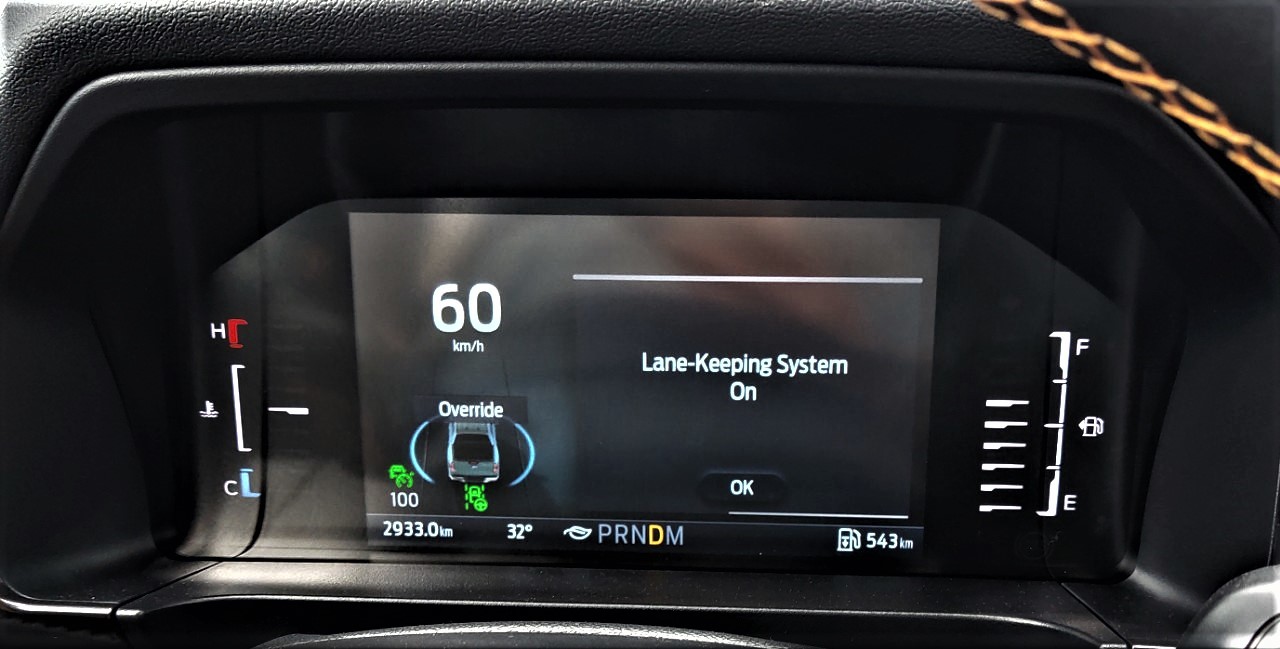 60
km/h
Lane-Keeping System
On
Override
100
OK
2933.0km 32° PRNDM 543km
H
C
F
E